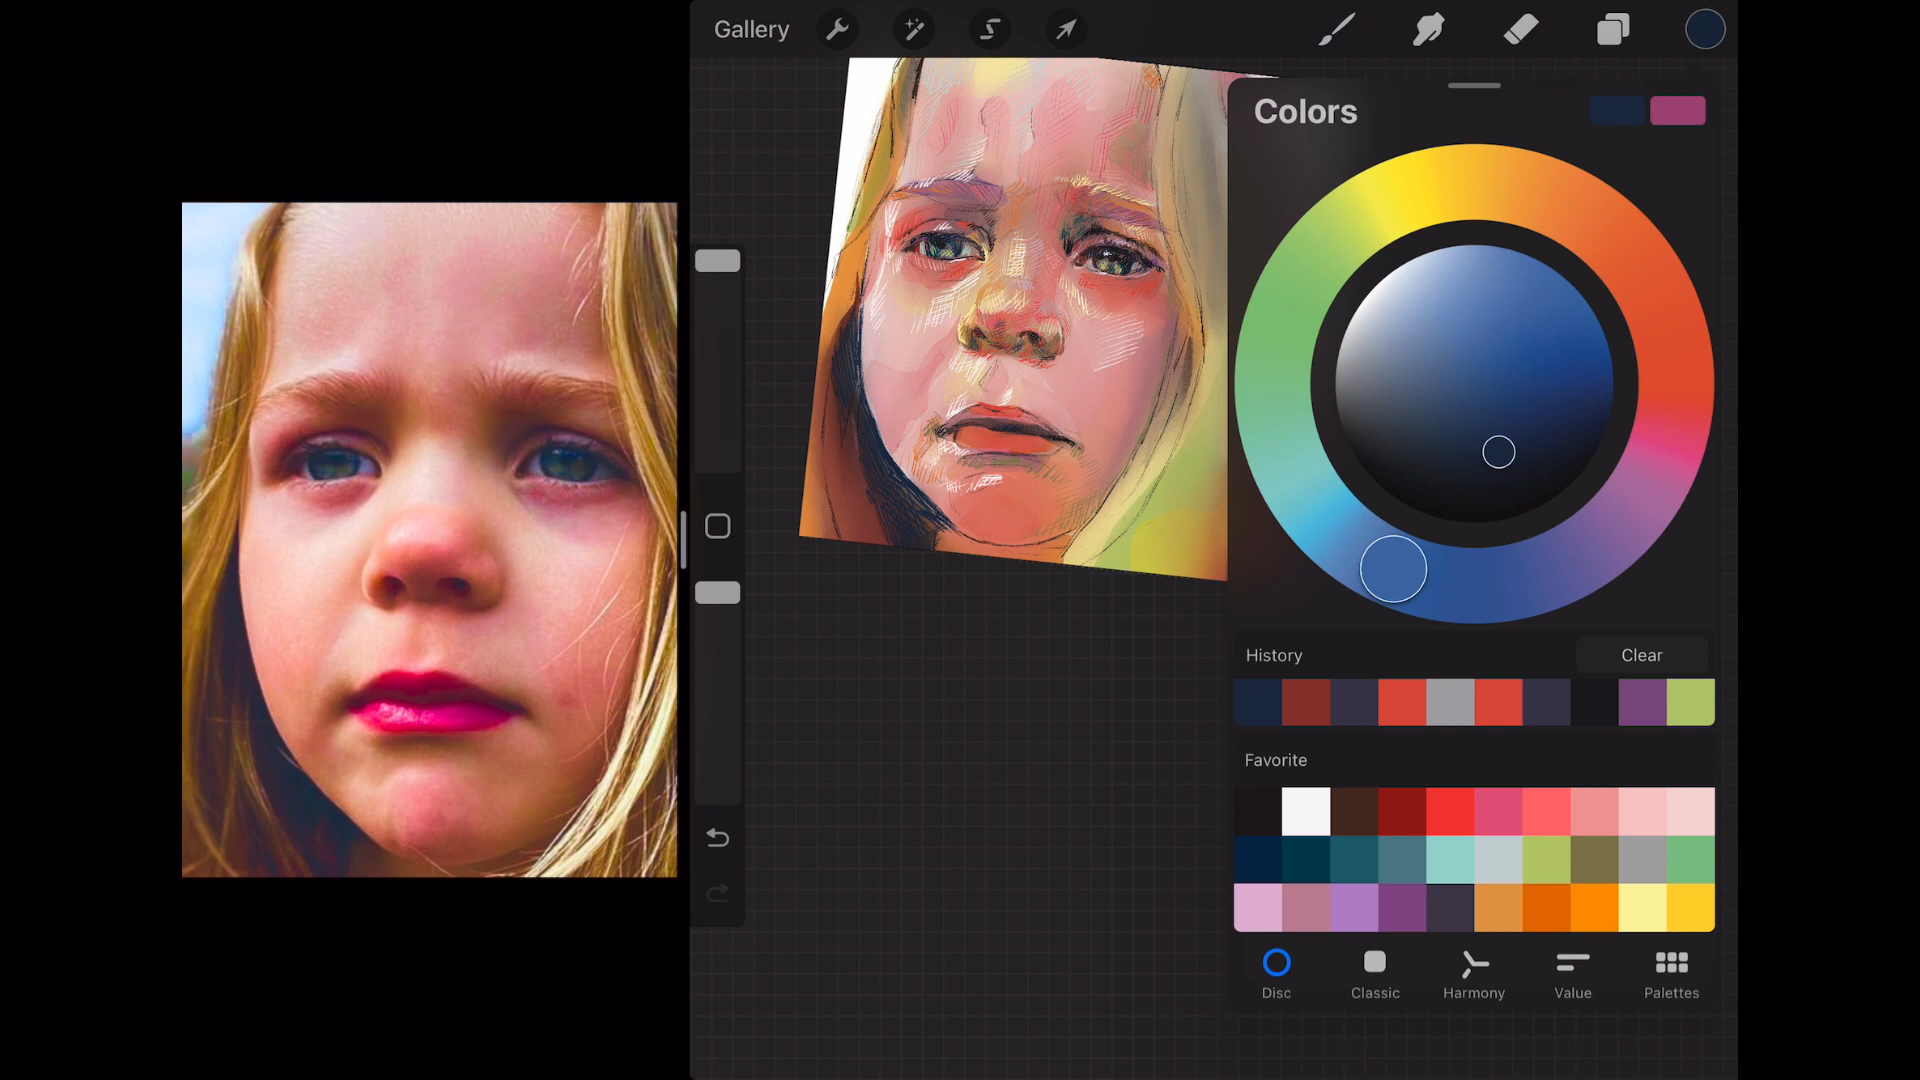 Gallery
Colors
History
Clear
Favorite
Disc
Classic
Harmony
Value
Palettes